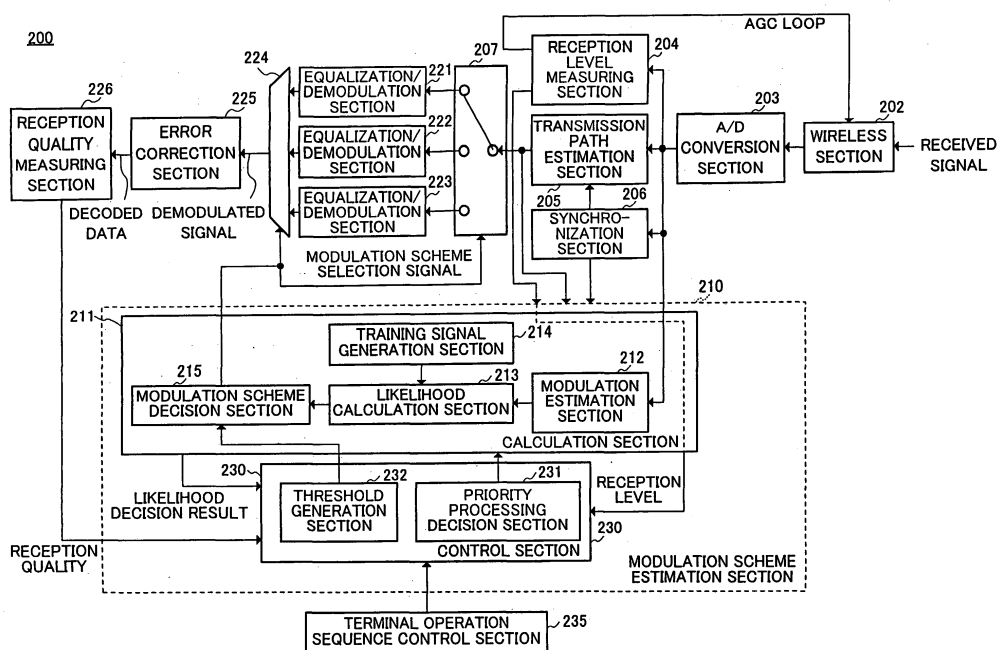 200
AGC LOOP
226
RECEPTION
QUALITY
MEASURING
SECTION
225
ERROR
CORRECTION
SECTION
224
EQUALIZATION/
DEMODULATION
SECTION
221
EQUALIZATION/
DEMODULATION
SECTION
222
EQUALIZATION/
DEMODULATION
SECTION
223
207
RECEPTION
LEVEL
MEASURING
SECTION
204
TRANSMISSION
PATH
ESTIMATION
SECTION
205
206
SYNCHRO-
NIZATION
SECTION
203
A/D
CONVERSION
SECTION
202
WIRELESS
SECTION
RECEIVED
SIGNAL
DECODED
DATA
DEMODULATED
SIGNAL
MODULATION SCHEME
SELECTION SIGNAL
210
211
TRAINING SIGNAL
GENERATION SECTION
214
215
MODULATION SCHEME
DECISION SECTION
213
LIKELIHOOD
CALCULATION SECTION
212
MODULATION
ESTIMATION
SECTION
CALCULATION SECTION
LIKELIHOOD
DECISION RESULT
230
232
THRESHOLD
GENERATION
SECTION
231
PRIORITY
PROCESSING
DECISION SECTION
CONTROL SECTION
230
RECEPTION
LEVEL
RECEPTION
QUALITY
MODULATION SCHEME
ESTIMATION SECTION
TERMINAL OPERATION
SEQUENCE CONTROL SECTION
235